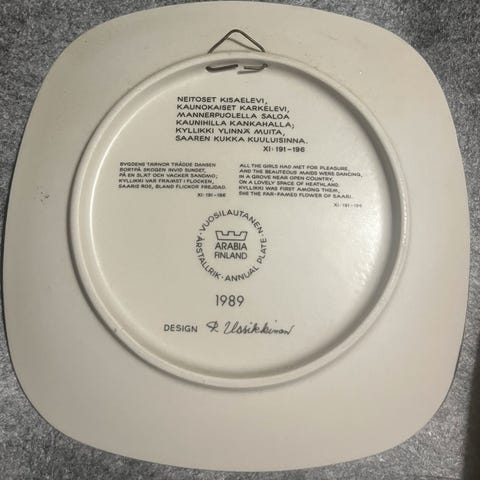 NEITOSET KISAELEVI,
KAUNOKAISET KARKELEVI,
MANNERPUOLELLA SALOA
KAUNIHILLA KANKAHALLA;
KYLLIKKI YLINNÄ MUITA,
SAAREN KUKKA KUULUISINNA.
XI: 191-196
BYGDENS TÄRNOR TRÅDDE DANSEN
BORTPÅ SKOGEN INVID SUNDET,
PÅ EN SLÄT OCH VACKER SANDMO;
KYLLIKKI VAR FRÄMST I FLOCKEN,
SAARIS ROS, BLAND FLICKOR FREJDAD.
XI: 191-196
ALL THE GIRLS HAD MET FOR PLEASURE,
AND THE BEAUTEOUS MAIDS WERE DANCING,
IN A GROVE NEAR OPEN COUNTRY,
ON A LOVELY SPACE OF HEATHLAND.
KYLLIKKI WAS FIRST AMONG THEM,
SHE THE FAR-FAMED FLOWER OF SAARI.
XI: 191-196
VUOSILAUTANEN · ÅRSTALLRIK · ANNUAL PLATE ·
ARABIA
FINLAND
1989
DESIGN R. Uosikkinen